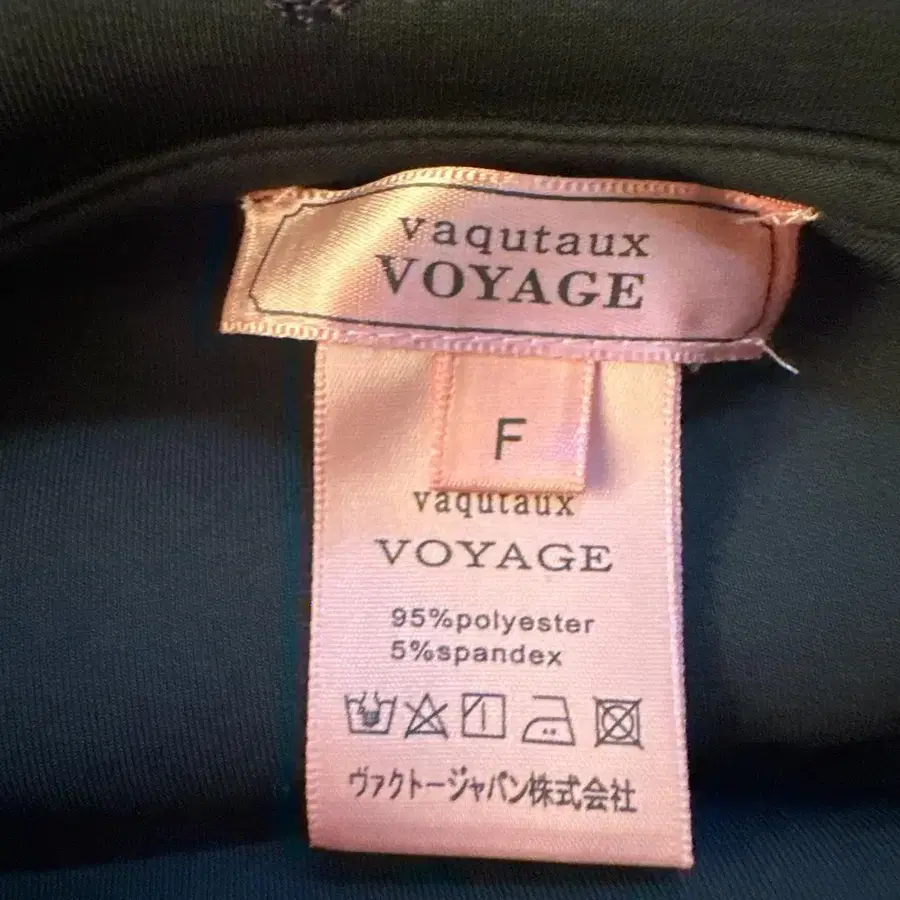 vaqutaux
VOYAGE
F
vaqutaux
VOYAGE
95%polyester
5%spandex
ヴァクトージャパン株式会社